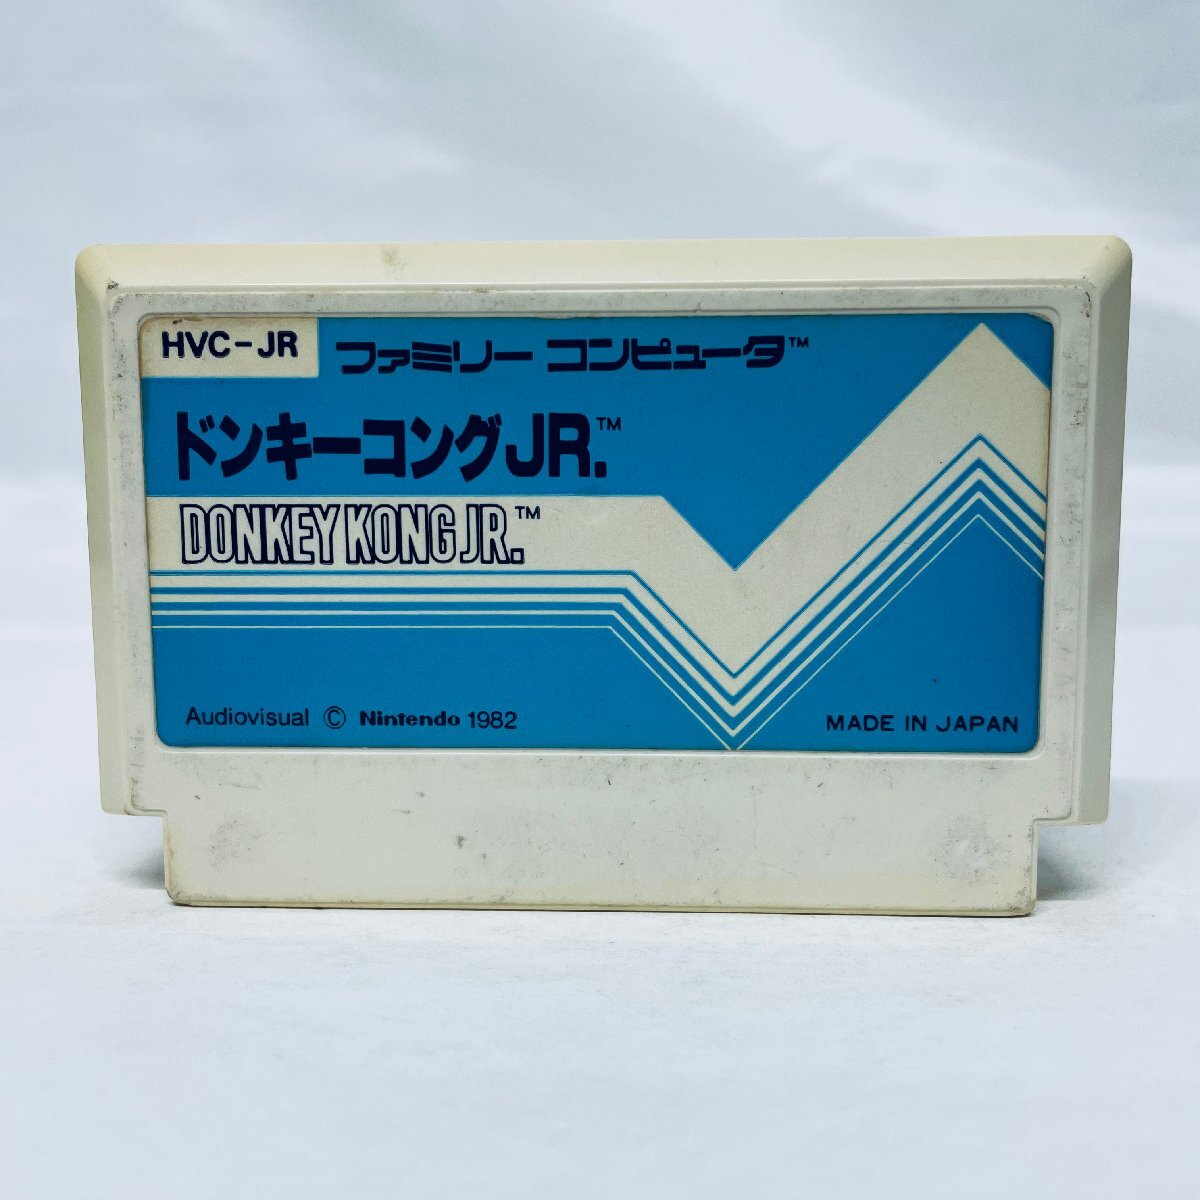 HVC-JR
ファミリー コンピュータ™
ドンキーコングJR.™
DONKEY KONG JR.™
Audiovisual © Nintendo 1982
MADE IN JAPAN